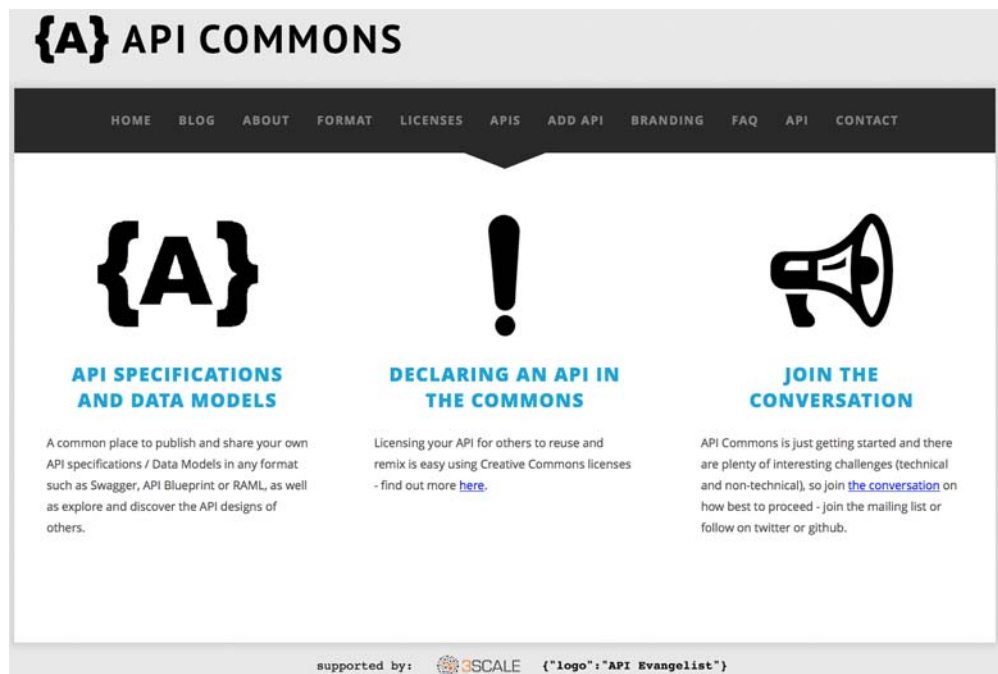 {A} API COMMONS
HOME BLOG ABOUT FORMAT LICENSES APIS ADD API BRANDING FAQ API CONTACT
{A}
!
API SPECIFICATIONS
AND DATA MODELS
A common place to publish and share your own
API specifications / Data Models in any format
such as Swagger, API Blueprint or RAML, as well
as explore and discover the API designs of
others.
DECLARING AN API IN
THE COMMONS
Licensing your API for others to reuse and
remix is easy using Creative Commons licenses
- find out more here.
JOIN THE
CONVERSATION
API Commons is just getting started and there
are plenty of interesting challenges (technical
and non-technical), so join the conversation on
how best to proceed - join the mailing list or
follow on twitter or github.
supported by: 3SCALE {"logo":"API Evangelist"}